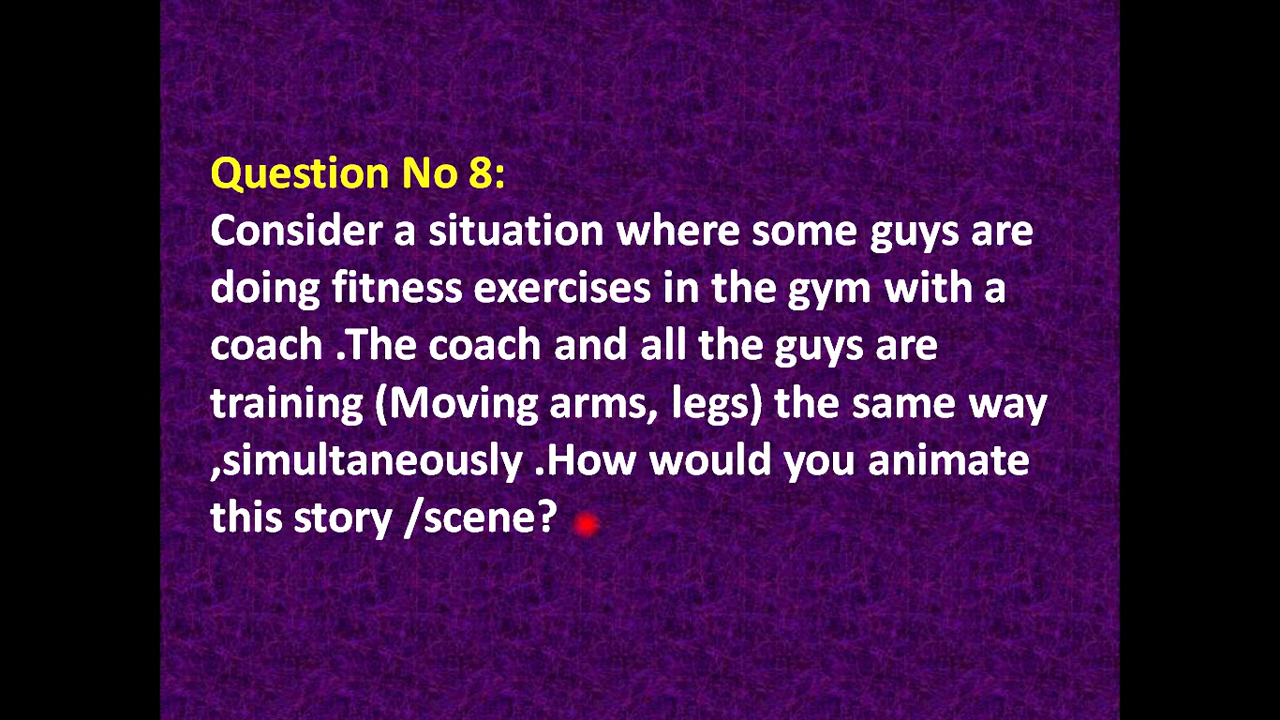 Question No 8:
Consider a situation where some guys are
doing fitness exercises in the gym with a
coach .The coach and all the guys are
training (Moving arms, legs) the same way
,simultaneously .How would you animate
this story /scene?